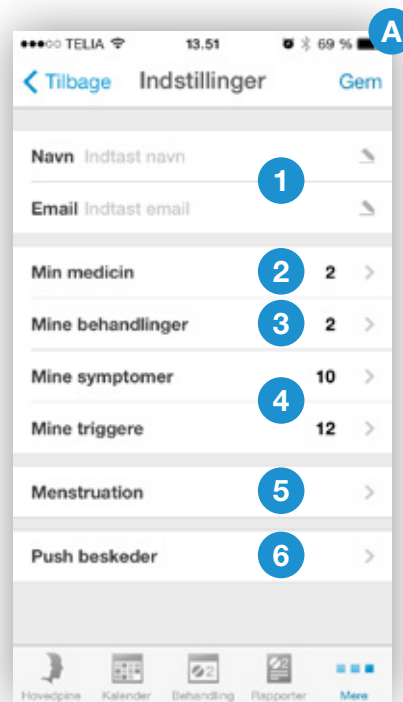 A
TELIA 13.51 69 %
Tilbage Indstillinger Gem
Navn Indtast navn
1
Email Indtast email
Min medicin 2 2
Mine behandlinger 3 2
Mine symptomer 10
4
Mine triggere 12
Menstruation 5
Push beskeder 6
Hovedpine Kalender Behandling Rapporter Mere